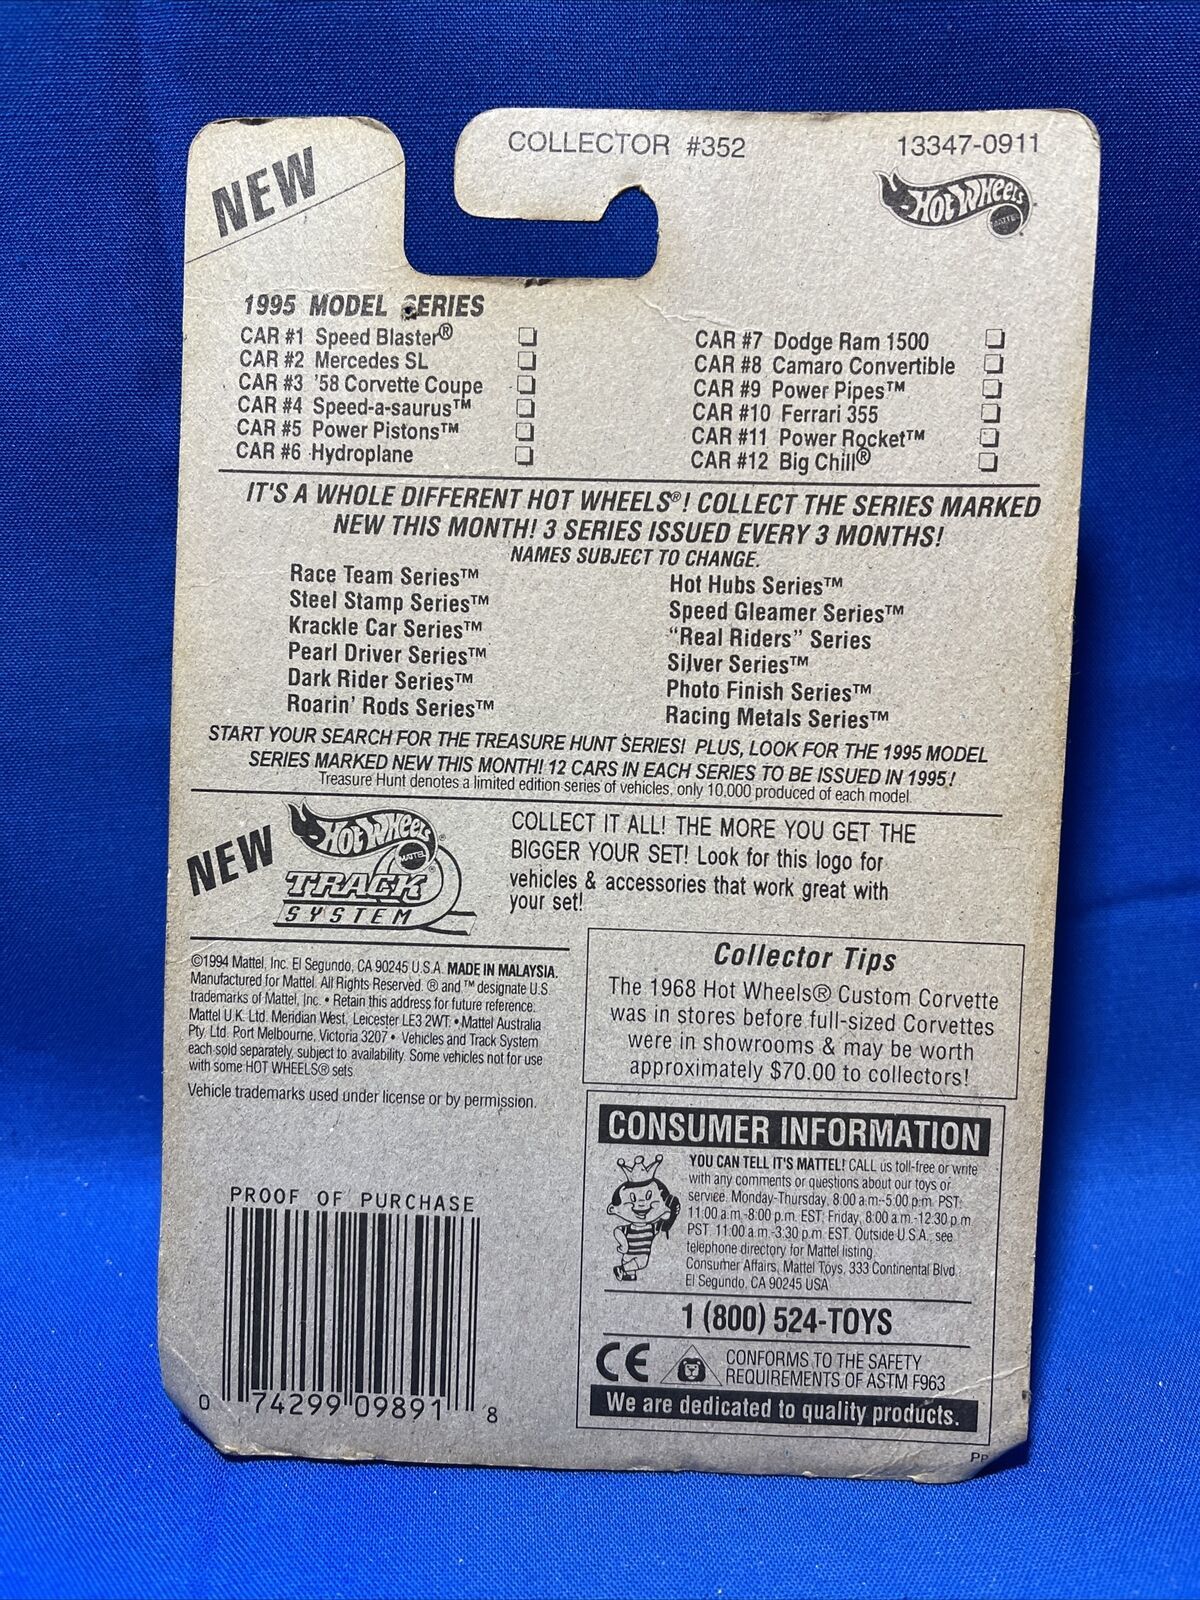 NEW
COLLECTOR #352
13347-0911
HOT WHEELS
MATTEL
1995 MODEL SERIES
CAR #1 Speed Blaster® ❑
CAR #2 Mercedes SL ❑
CAR #3 '58 Corvette Coupe ❑
CAR #4 Speed-a-saurus™ ❑
CAR #5 Power Pistons™ ❑
CAR #6 Hydroplane ❑
CAR #7 Dodge Ram 1500 ❑
CAR #8 Camaro Convertible ❑
CAR #9 Power Pipes™ ❑
CAR #10 Ferrari 355 ❑
CAR #11 Power Rocket™ ❑
CAR #12 Big Chill® ❑
IT'S A WHOLE DIFFERENT HOT WHEELS®! COLLECT THE SERIES MARKED
NEW THIS MONTH! 3 SERIES ISSUED EVERY 3 MONTHS!
NAMES SUBJECT TO CHANGE.
Race Team Series™
Steel Stamp Series™
Krackle Car Series™
Pearl Driver Series™
Dark Rider Series™
Roarin' Rods Series™
Hot Hubs Series™
Speed Gleamer Series™
"Real Riders" Series
Silver Series™
Photo Finish Series™
Racing Metals Series™
START YOUR SEARCH FOR THE TREASURE HUNT SERIES! PLUS, LOOK FOR THE 1995 MODEL
SERIES MARKED NEW THIS MONTH! 12 CARS IN EACH SERIES TO BE ISSUED IN 1995!
Treasure Hunt denotes a limited edition series of vehicles, only 10,000 produced of each model.
NEW
HOT WHEELS®
MATTEL
TRACK®
SYSTEM
COLLECT IT ALL! THE MORE YOU GET THE
BIGGER YOUR SET! Look for this logo for
vehicles & accessories that work great with
your set!
©1994 Mattel, Inc. El Segundo, CA 90245 U.S.A. MADE IN MALAYSIA.
Manufactured for Mattel. All Rights Reserved. ® and ™ designate U.S.
trademarks of Mattel, Inc. • Retain this address for future reference:
Mattel U.K. Ltd. Meridian West, Leicester LE3 2WT. • Mattel Australia
Pty. Ltd. Port Melbourne, Victoria 3207 • Vehicles and Track System
each sold separately, subject to availability. Some vehicles not for use
with some HOT WHEELS® sets
Vehicle trademarks used under license or by permission.
Collector Tips
The 1968 Hot Wheels® Custom Corvette
was in stores before full-sized Corvettes
were in showrooms & may be worth
approximately $70.00 to collectors!
CONSUMER INFORMATION
YOU CAN TELL IT'S MATTEL! CALL us toll-free or write
with any comments or questions about our toys or
service. Monday-Thursday, 8:00 a.m-5:00 p.m. PST:
11:00 a.m.-8:00 p.m. EST; Friday, 8:00 a.m.-12:30 p.m.
PST. 11:00 a.m.-3:30 p.m. EST. Outside U.S.A., see
telephone directory for Mattel listing.
Consumer Affairs, Mattel Toys, 333 Continental Blvd.
El Segundo, CA 90245 USA
1 (800) 524-TOYS
CE
CONFORMS TO THE SAFETY
REQUIREMENTS OF ASTM F963
We are dedicated to quality products.
PROOF OF PURCHASE
0 74299 09891 8
PP